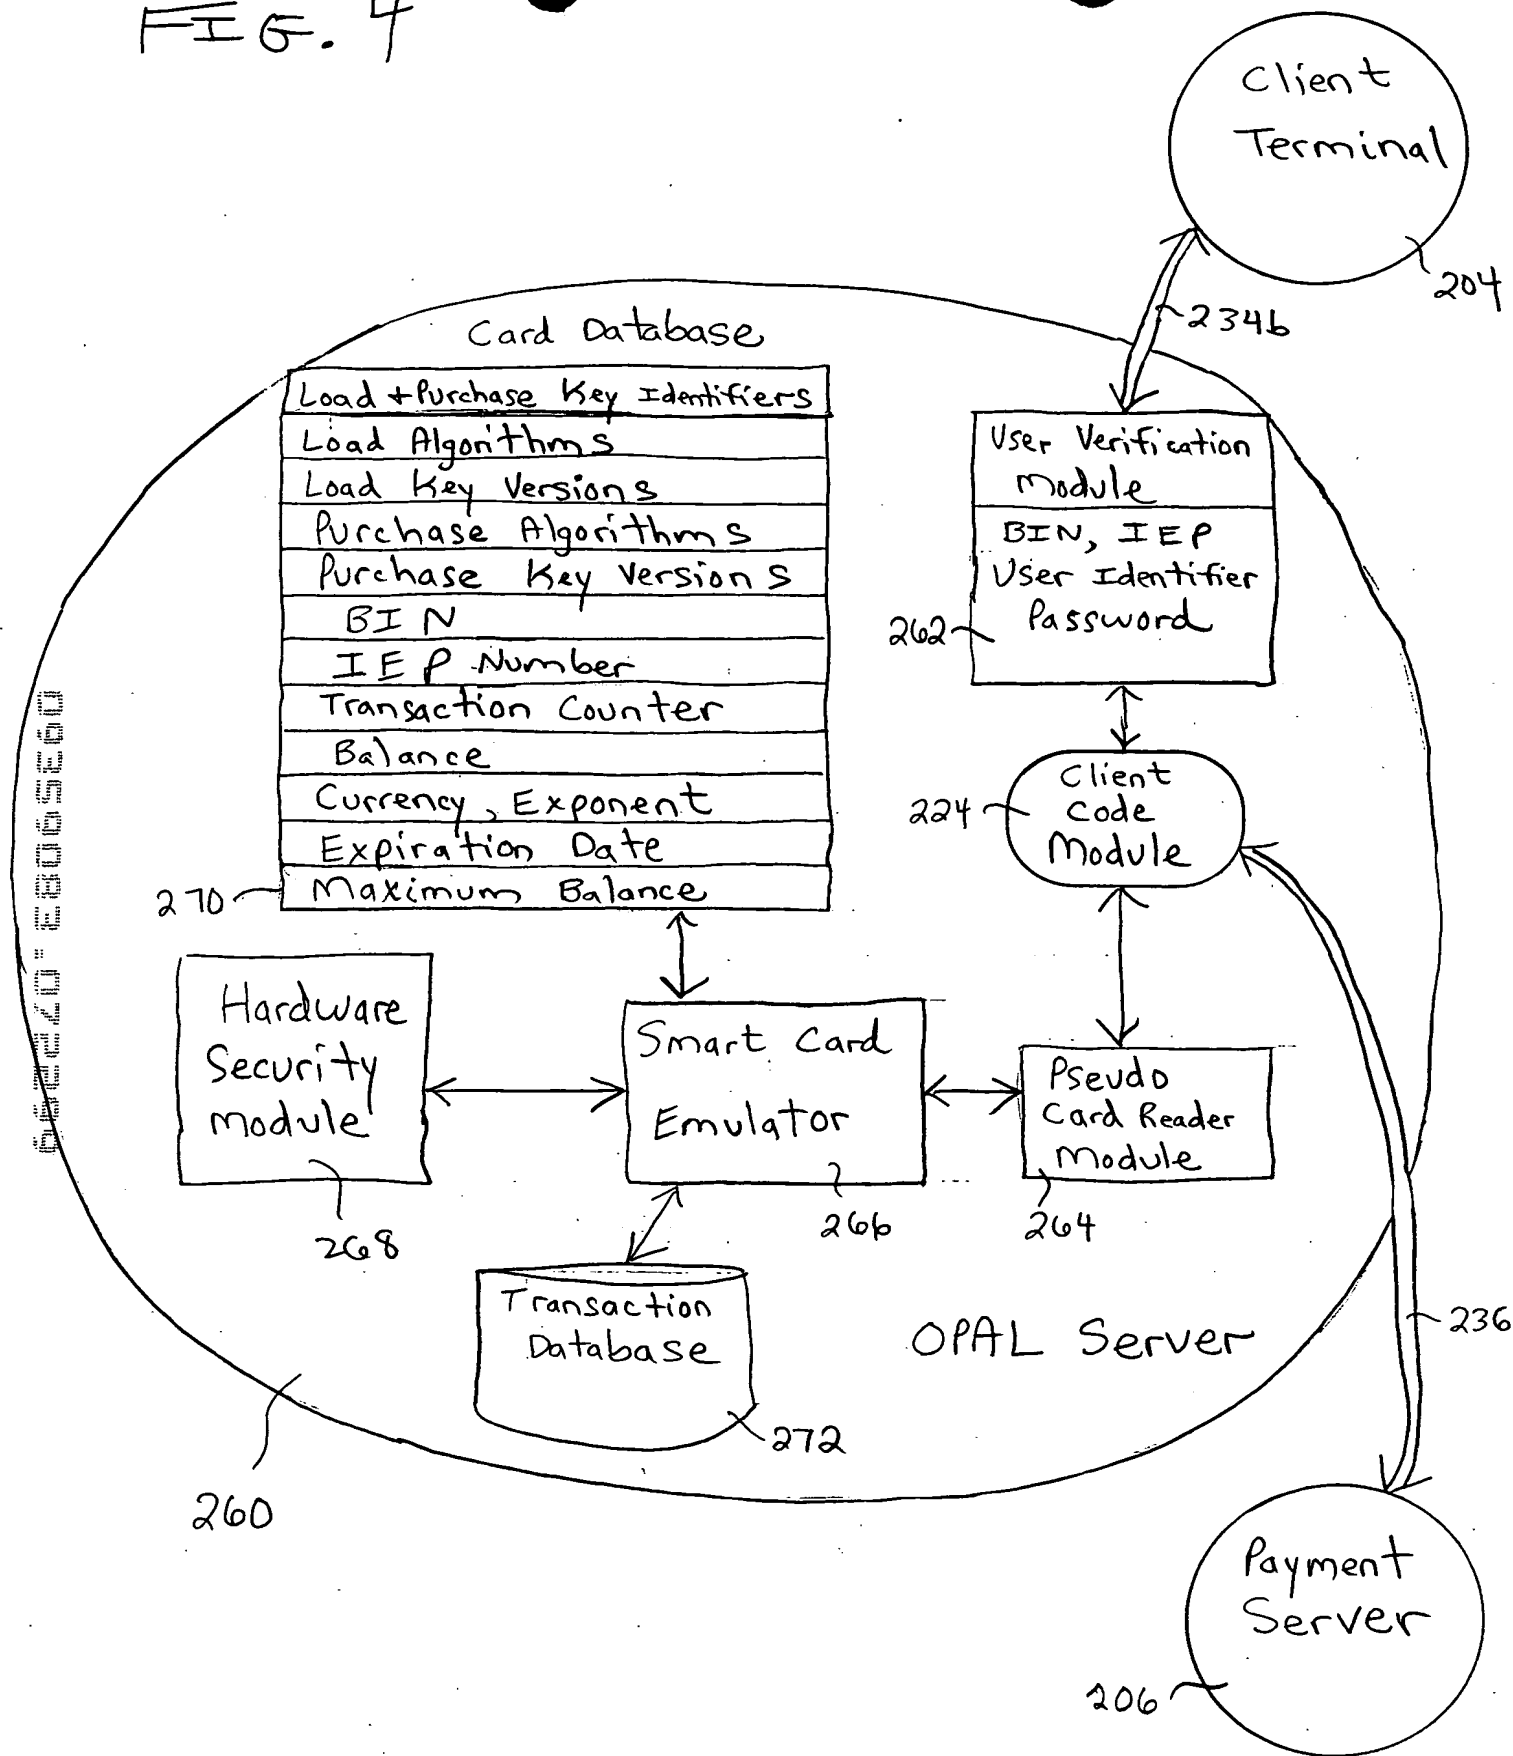 FIG. 4
Client
Terminal
204
234b
Card Database
Load + Purchase Key Identifiers
Load Algorithms
Load Key Versions
Purchase Algorithms
Purchase Key Versions
BIN
IEP Number
Transaction Counter
Balance
Currency, Exponent
Expiration Date
Maximum Balance
270
User Verification
Module
BIN, IEP
User Identifier
Password
262
Client
Code
Module
224
Hardware
Security
Module
268
Smart Card
Emulator
266
Pseudo
Card Reader
Module
264
Transaction
Database
272
OPAL Server
236
260
Payment
Server
206